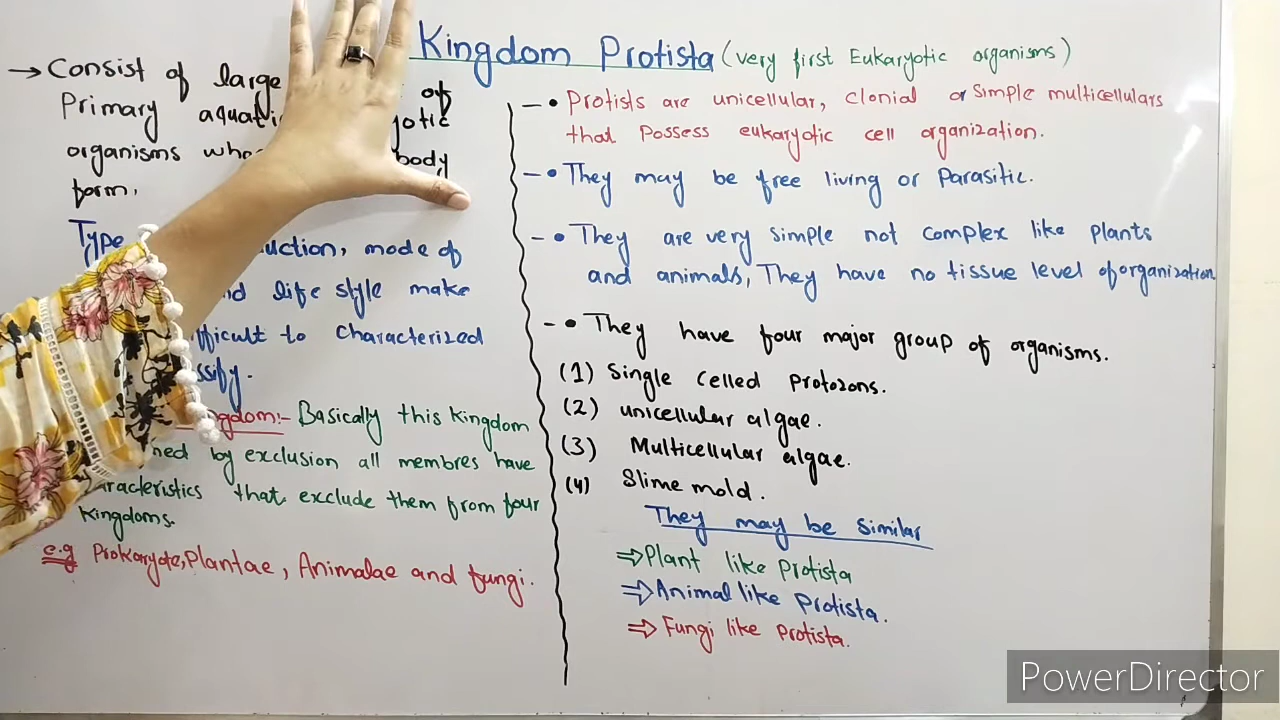 Kingdom Protista (very first Eukaryotic organisms)
→ Consist of large of
Primary aquati yotic
organisms who body
form.
Type uction, mode of
nd life style make
fficult to characterized
ssify.
gdom:- Basically this Kingdom
ned by exclusion all membres have
aracteristics that exclude them from four
Kingdoms.
e.g Prokaryote, Plantae, Animalae and fungi.
- • Protists are unicellular, clonial or simple multicellulars
that Possess eukaryotic cell organization.
- • They may be free living or Parasitic.
- • They are very simple not complex like plants
and animals, They have no tissue level of organization
- • They have four major group of organisms.
(1) Single celled Protozons.
(2) unicellular algae.
(3) Multicellular algae.
(4) Slime mold.
They may be similar
⇒ Plant like Protista
⇒ Animal like Protista.
⇒ Fungi like Protista.
PowerDirector